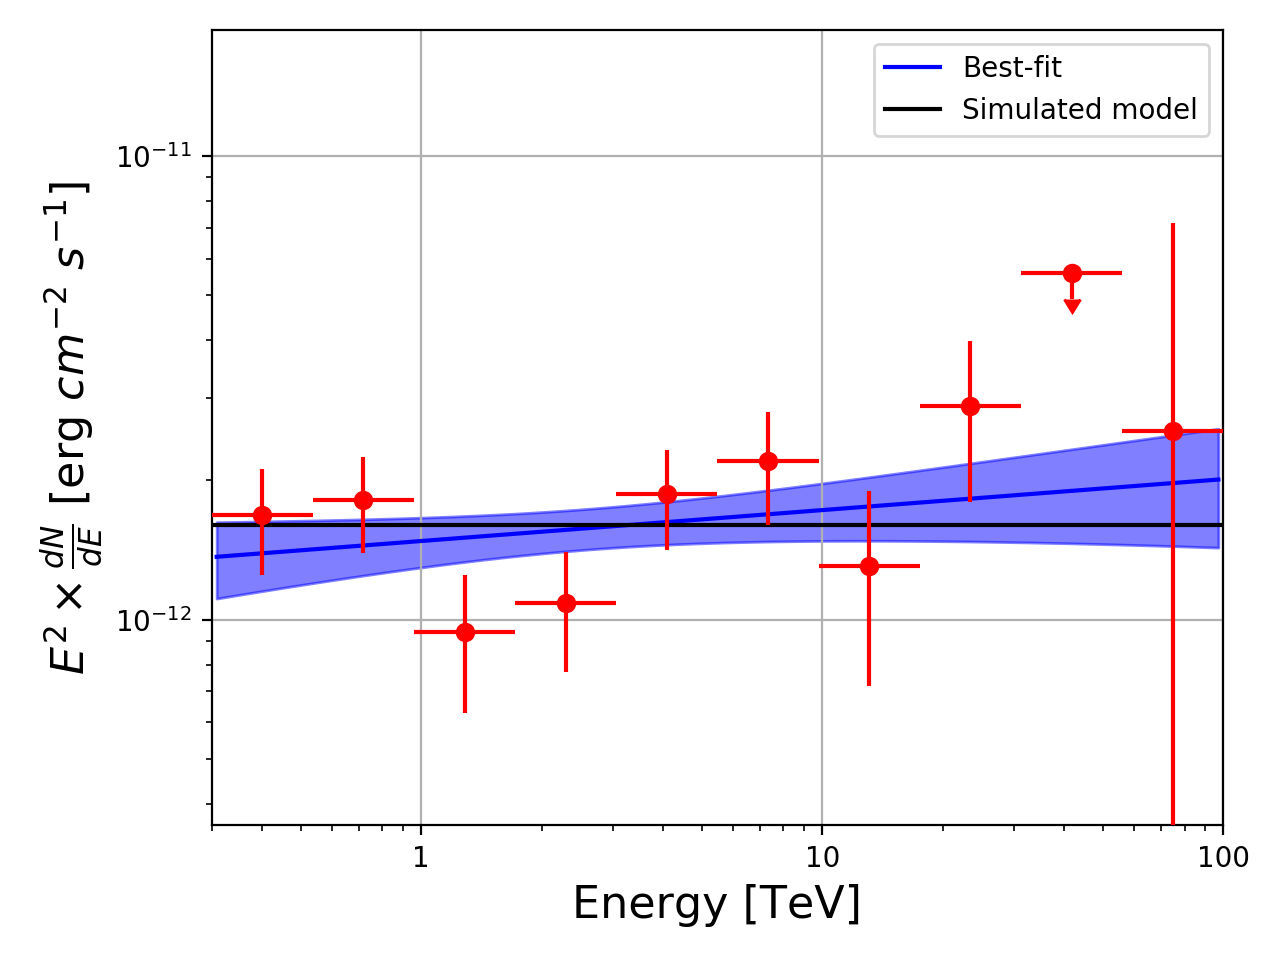 Best-fit
Simulated model
10⁻¹¹
10⁻¹²
E² × dN/dE [erg cm⁻² s⁻¹]
1 10 100
Energy [TeV]